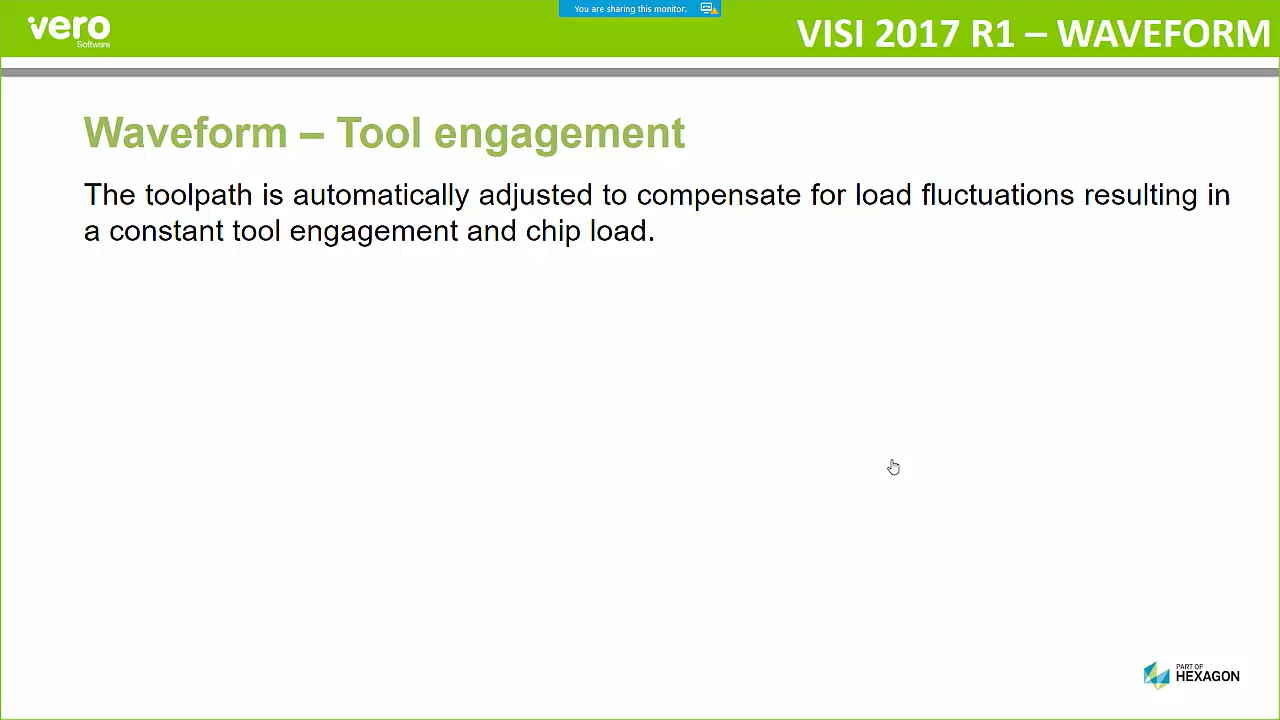 You are sharing this monitor.
vero
Software
VISI 2017 R1 – WAVEFORM
Waveform – Tool engagement
The toolpath is automatically adjusted to compensate for load fluctuations resulting in
a constant tool engagement and chip load.
PART OF
HEXAGON